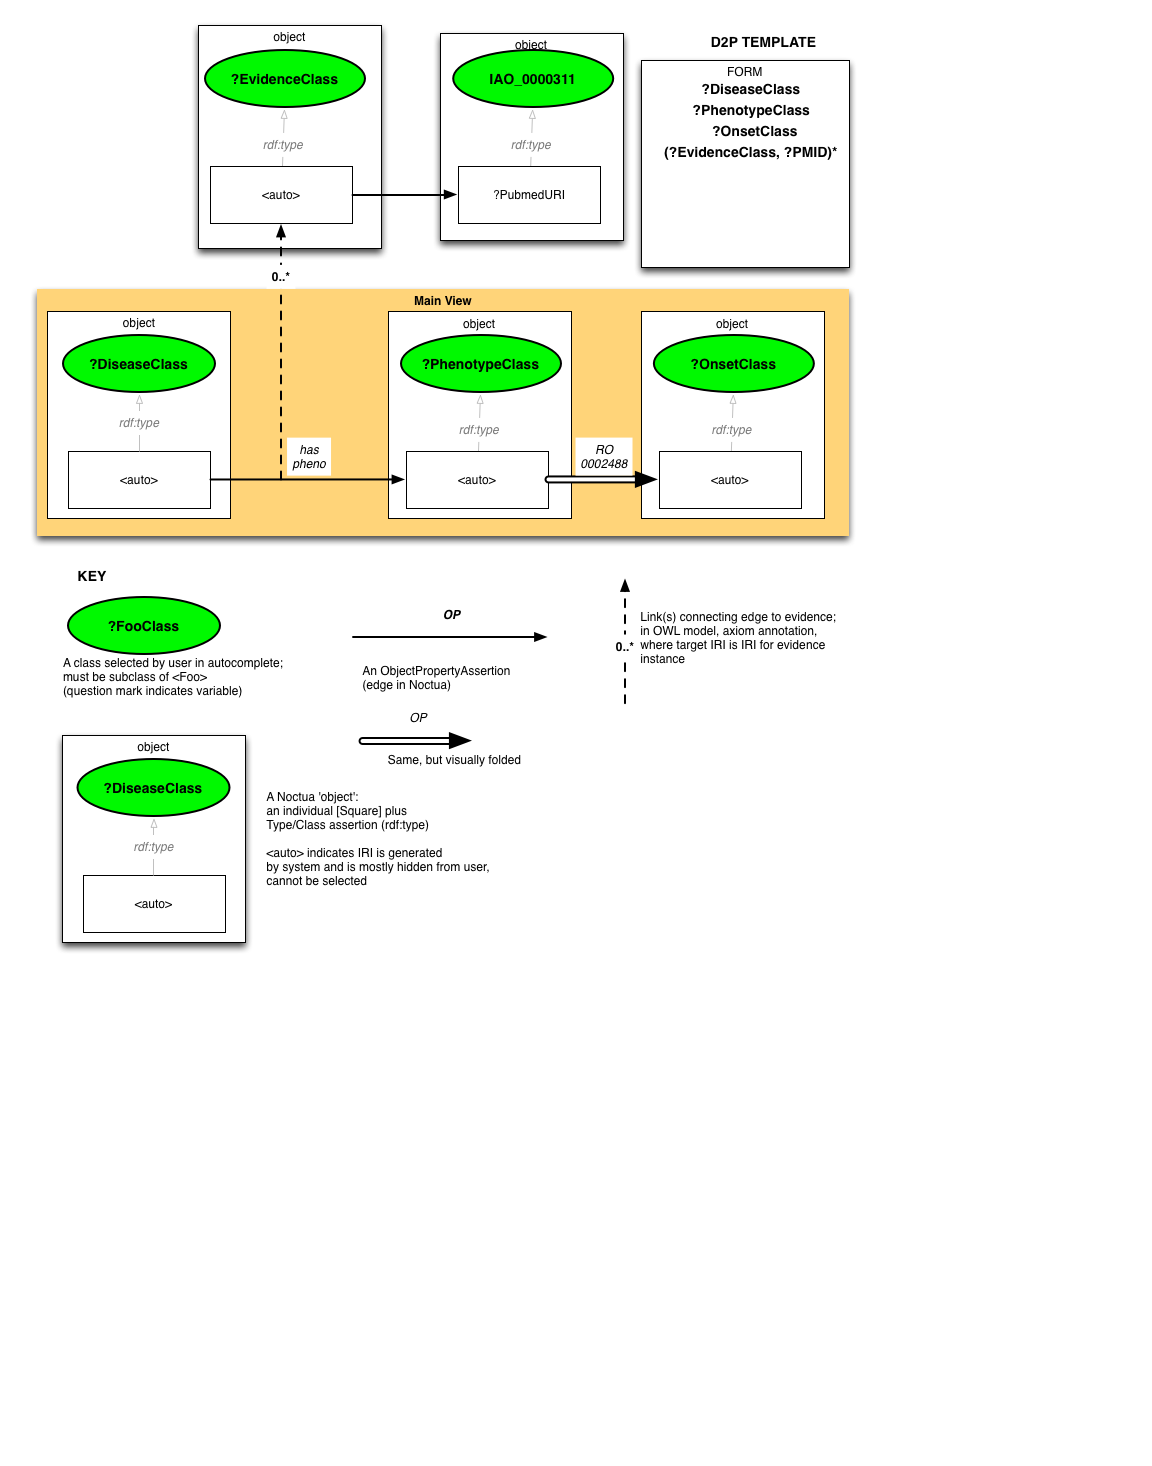 object
?EvidenceClass
rdf:type
<auto>
object
IAO_0000311
rdf:type
?PubmedURI
D2P TEMPLATE
FORM
?DiseaseClass
?PhenotypeClass
?OnsetClass
(?EvidenceClass, ?PMID)*
0..*
Main View
object
?DiseaseClass
rdf:type
<auto>
has
pheno
object
?PhenotypeClass
rdf:type
<auto>
RO
0002488
object
?OnsetClass
rdf:type
<auto>
KEY
?FooClass
A class selected by user in autocomplete;
must be subclass of <Foo>
(question mark indicates variable)
OP
An ObjectPropertyAssertion
(edge in Noctua)
OP
Same, but visually folded
0..*
Link(s) connecting edge to evidence;
in OWL model, axiom annotation,
where target IRI is IRI for evidence
instance
object
?DiseaseClass
rdf:type
<auto>
A Noctua 'object':
an individual [Square] plus
Type/Class assertion (rdf:type)
<auto> indicates IRI is generated
by system and is mostly hidden from user,
cannot be selected